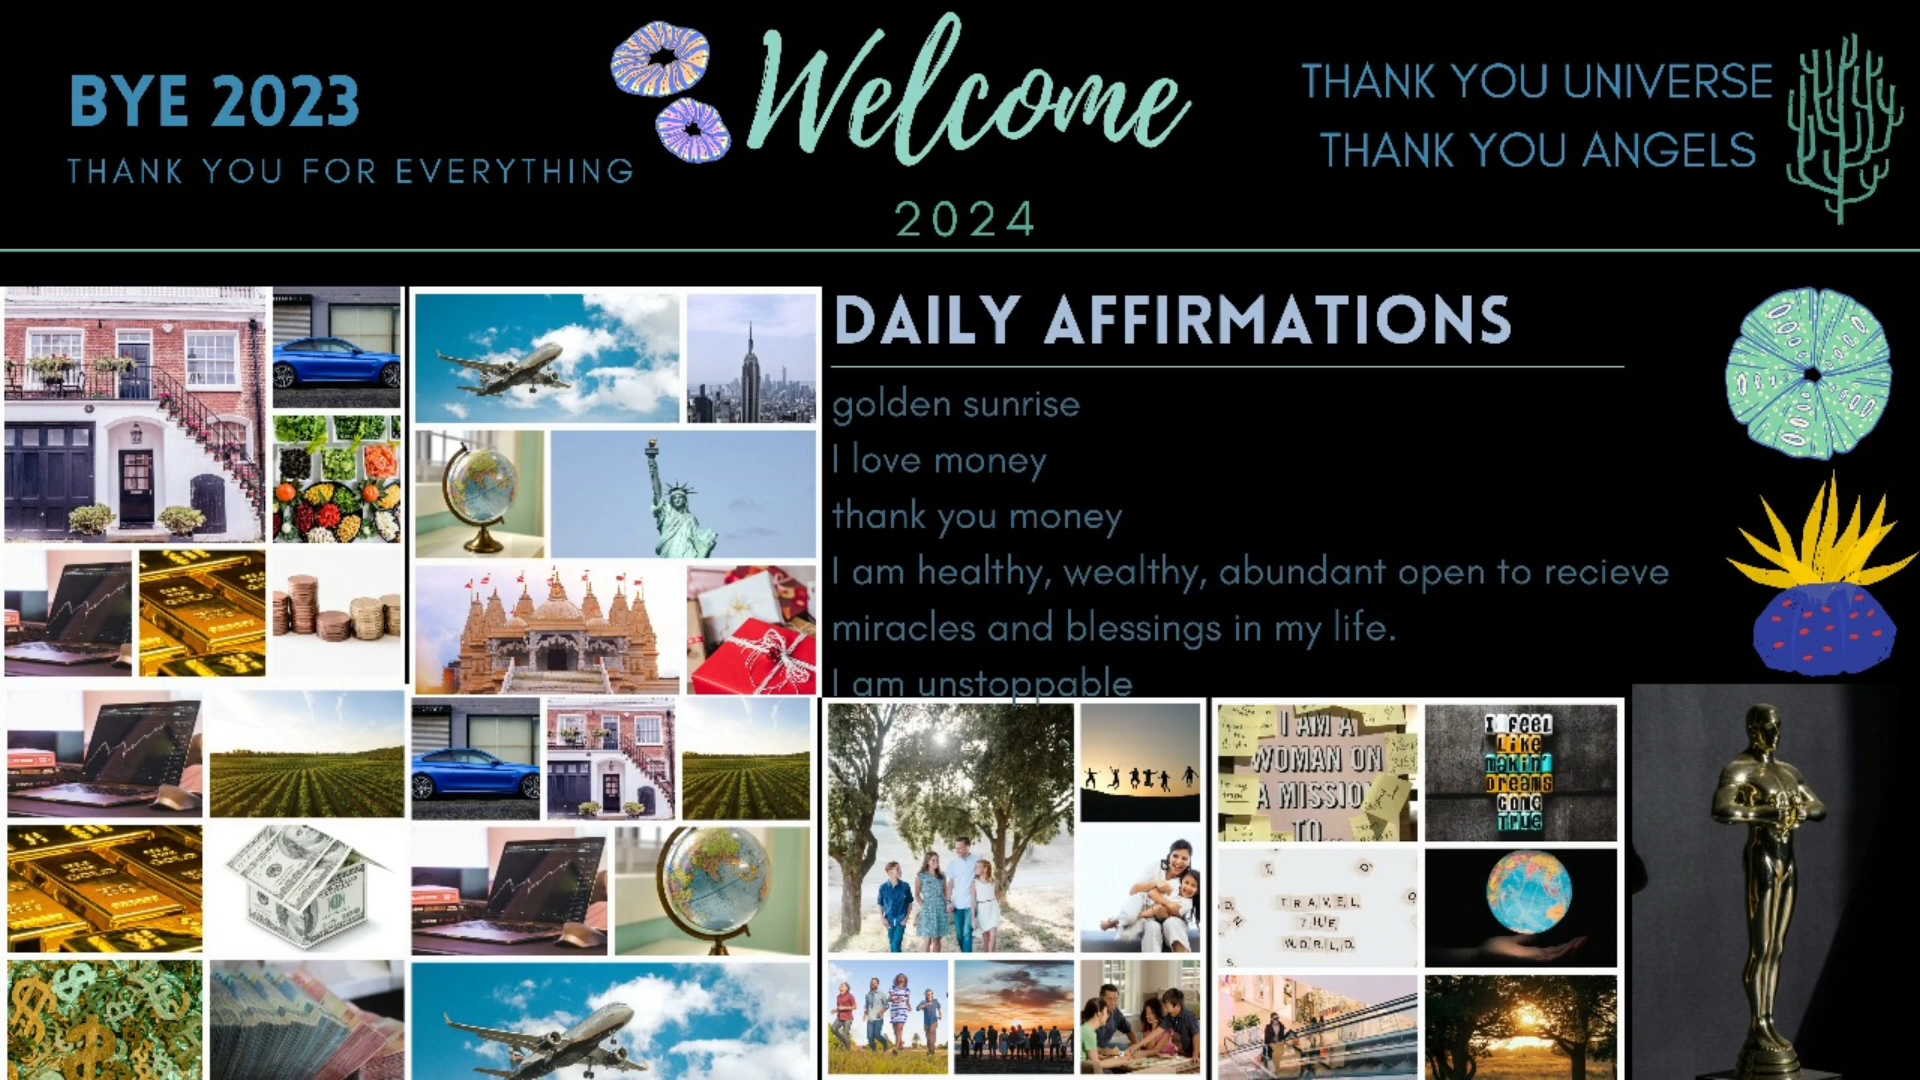 BYE 2023
THANK YOU FOR EVERYTHING
Welcome
2024
THANK YOU UNIVERSE
THANK YOU ANGELS
DAILY AFFIRMATIONS
golden sunrise
I love money
thank you money
I am healthy, wealthy, abundant open to recieve
miracles and blessings in my life.
I am unstoppable
I AM A
WOMAN ON
A MISSIO
TO...
I FEEL
LIKE
MAKIN'
DREAMS
COME
TRUE
TRAVEL
THE
WORLD